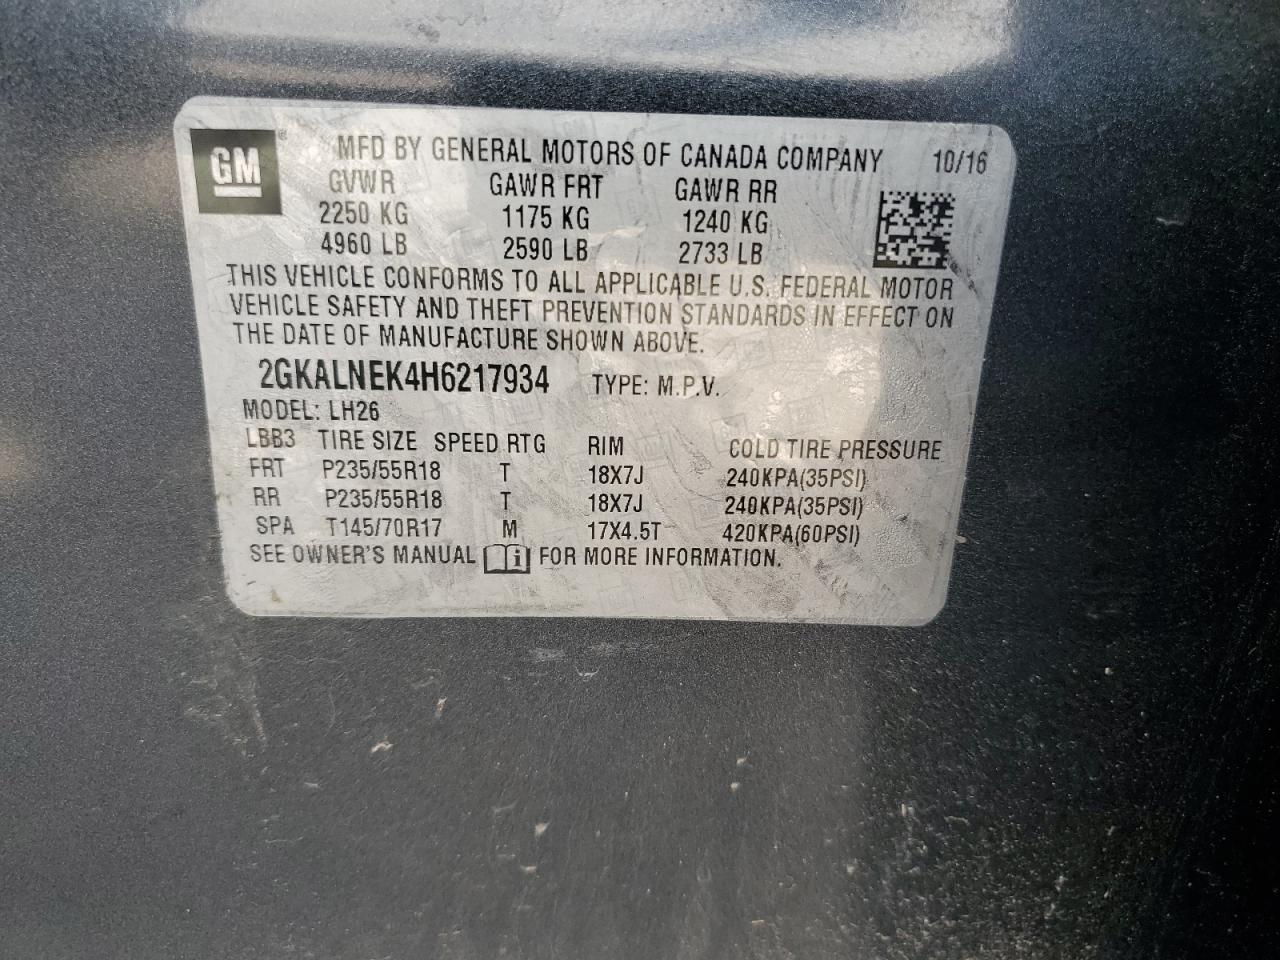 GM ® MFD BY GENERAL MOTORS OF CANADA COMPANY 10/16
GVWR GAWR FRT GAWR RR
2250 KG 1175 KG 1240 KG
4960 LB 2590 LB 2733 LB
THIS VEHICLE CONFORMS TO ALL APPLICABLE U.S. FEDERAL MOTOR
VEHICLE SAFETY AND THEFT PREVENTION STANDARDS IN EFFECT ON
THE DATE OF MANUFACTURE SHOWN ABOVE.
2GKALNEK4H6217934 TYPE: M.P.V.
MODEL: LH26
LBB3 TIRE SIZE SPEED RTG RIM COLD TIRE PRESSURE
FRT P235/55R18 T 18X7J 240KPA(35PSI)
RR P235/55R18 T 18X7J 240KPA(35PSI)
SPA T145/70R17 M 17X4.5T 420KPA(60PSI)
SEE OWNER'S MANUAL i FOR MORE INFORMATION.